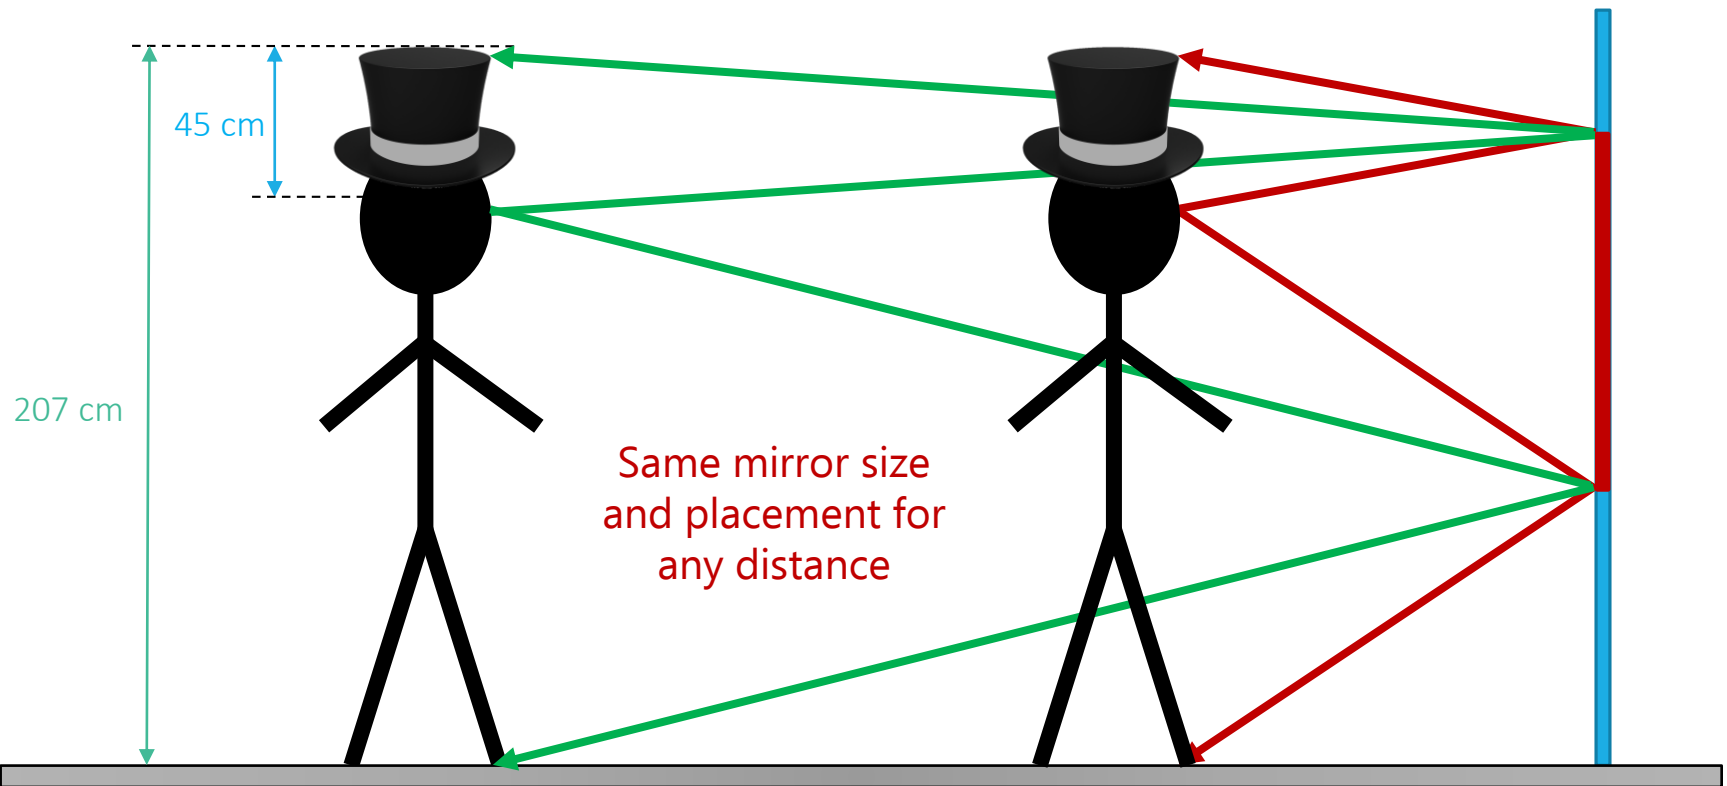 45 cm
207 cm
Same mirror size
and placement for
any distance